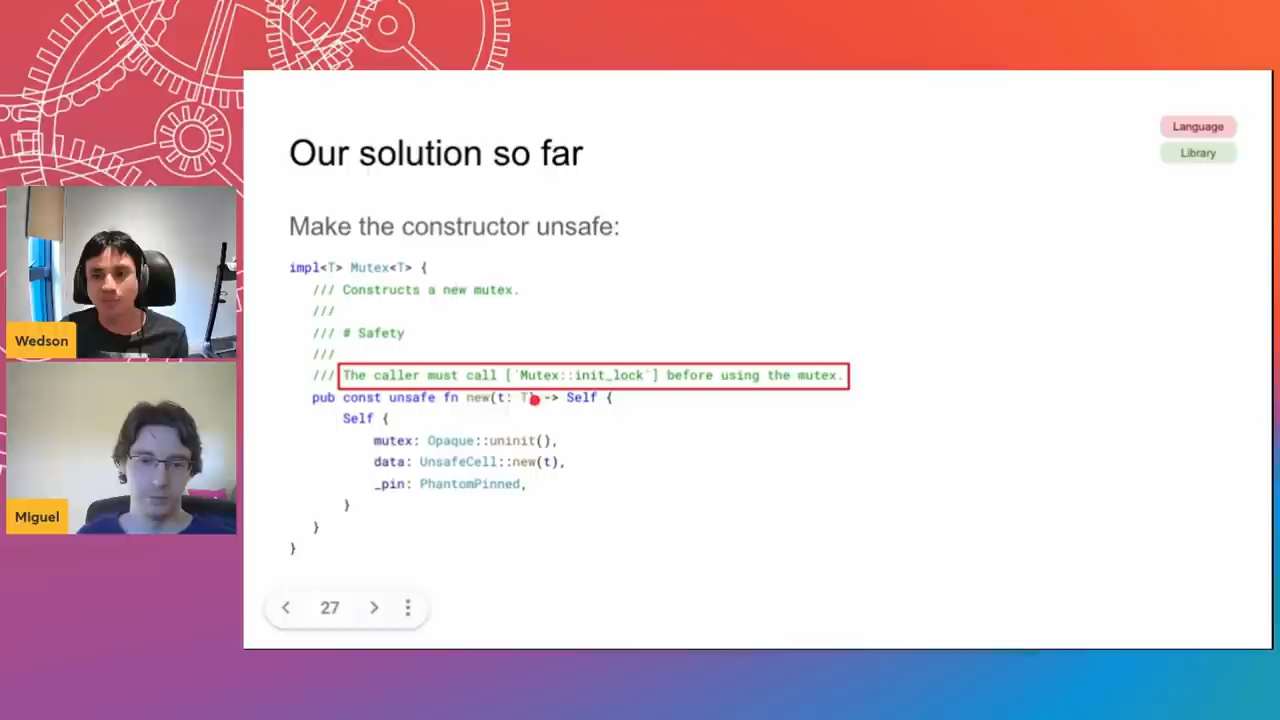 Our solution so far
Language
Library
Make the constructor unsafe:
impl<T> Mutex<T> {
/// Constructs a new mutex.
///
/// # Safety
///
/// The caller must call [`Mutex::init_lock`] before using the mutex.
pub const unsafe fn new(t: T) -> Self {
Self {
mutex: Opaque::uninit(),
data: UnsafeCell::new(t),
_pin: PhantomPinned,
}
}
}
27
Wedson
MIguel